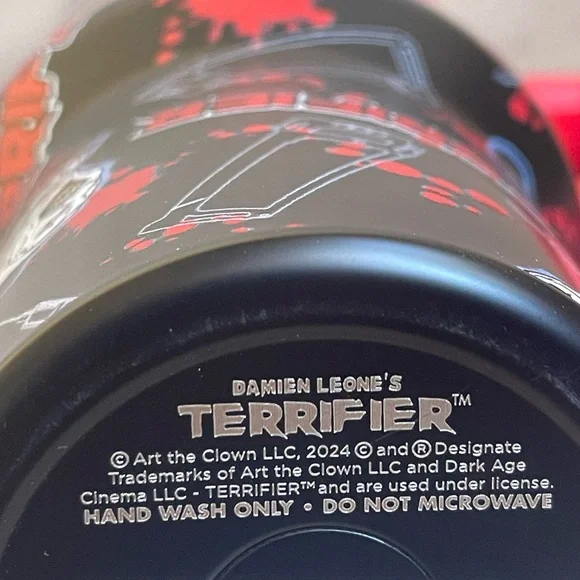 DAMIEN LEONE'S
TERRIFIER™
© Art the Clown LLC, 2024 © and ® Designate
Trademarks of Art the Clown LLC and Dark Age
Cinema LLC - TERRIFIER™ and are used under license.
HAND WASH ONLY • DO NOT MICROWAVE